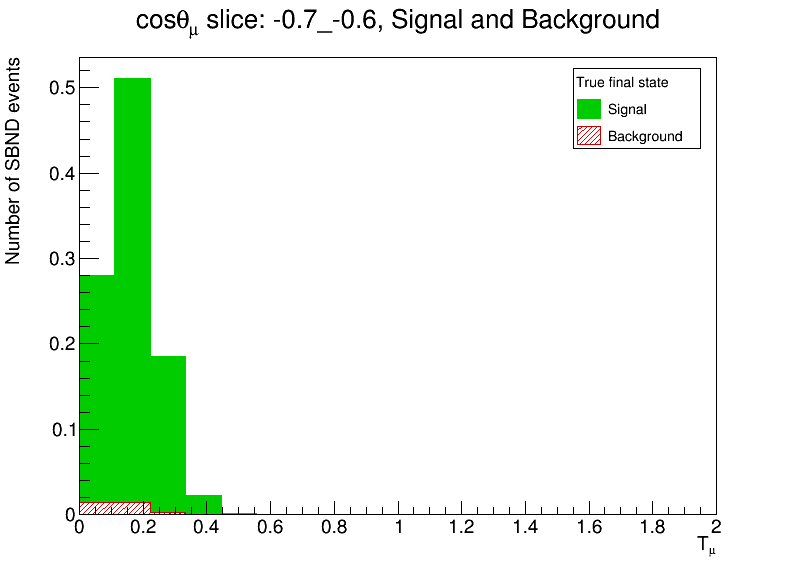 cosθμ slice: -0.7_-0.6, Signal and Background
Number of SBND events
True final state
Signal
Background
0.5
0.4
0.3
0.2
0.1
0
0 0.2 0.4 0.6 0.8 1 1.2 1.4 1.6 1.8 2
Tμ